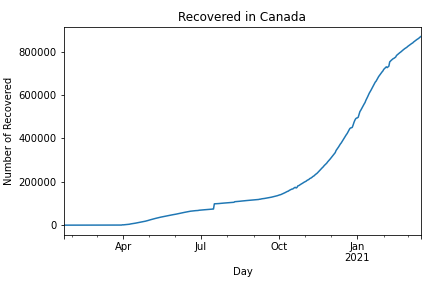 Recovered in Canada
Number of Recovered
800000
600000
400000
200000
0
Apr
Jul
Oct
Jan
2021
Day